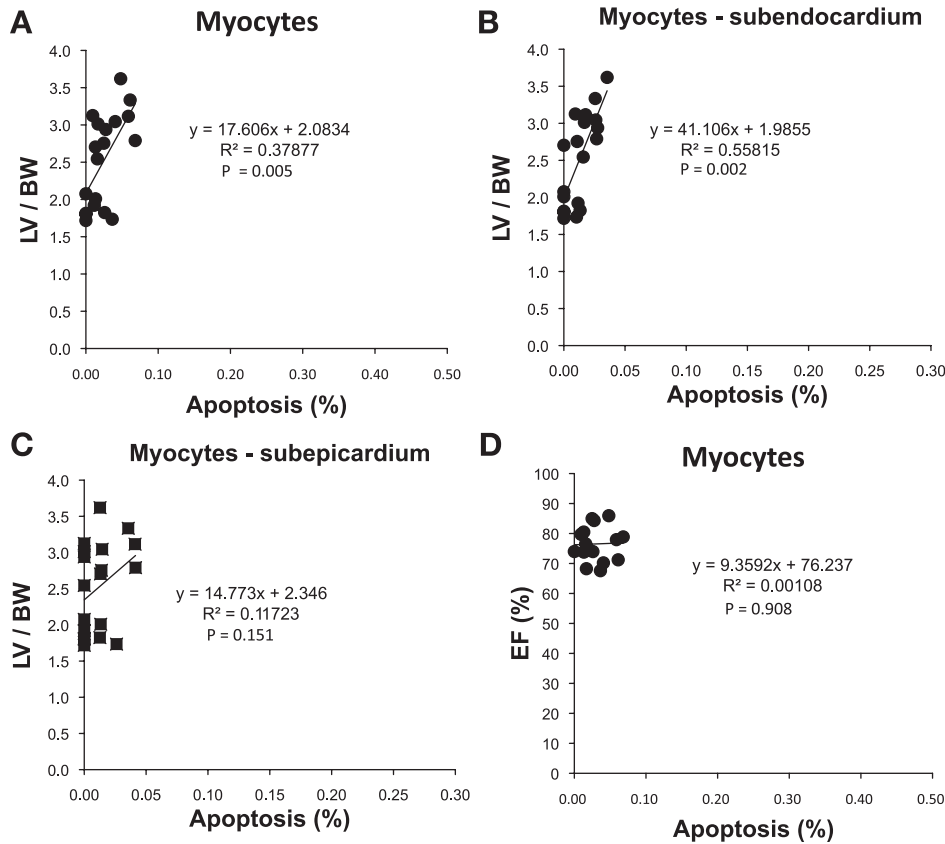 A
Myocytes
4.0
3.5
3.0
2.5
2.0
1.5
1.0
0.5
0.0
LV / BW
y = 17.606x + 2.0834
R² = 0.37877
P = 0.005
0.00 0.10 0.20 0.30 0.40 0.50
Apoptosis (%)
B
Myocytes - subendocardium
4.0
3.5
3.0
2.5
2.0
1.5
1.0
0.5
0.0
LV / BW
y = 41.106x + 1.9855
R² = 0.55815
P = 0.002
0.00 0.05 0.10 0.15 0.20 0.25 0.30
Apoptosis (%)
C
Myocytes - subepicardium
4.0
3.5
3.0
2.5
2.0
1.5
1.0
0.5
0.0
LV / BW
y = 14.773x + 2.346
R² = 0.11723
P = 0.151
0.00 0.05 0.10 0.15 0.20 0.25 0.30
Apoptosis (%)
D
Myocytes
100
90
80
70
60
50
40
30
20
10
0
EF (%)
y = 9.3592x + 76.237
R² = 0.00108
P = 0.908
0.00 0.10 0.20 0.30 0.40 0.50
Apoptosis (%)